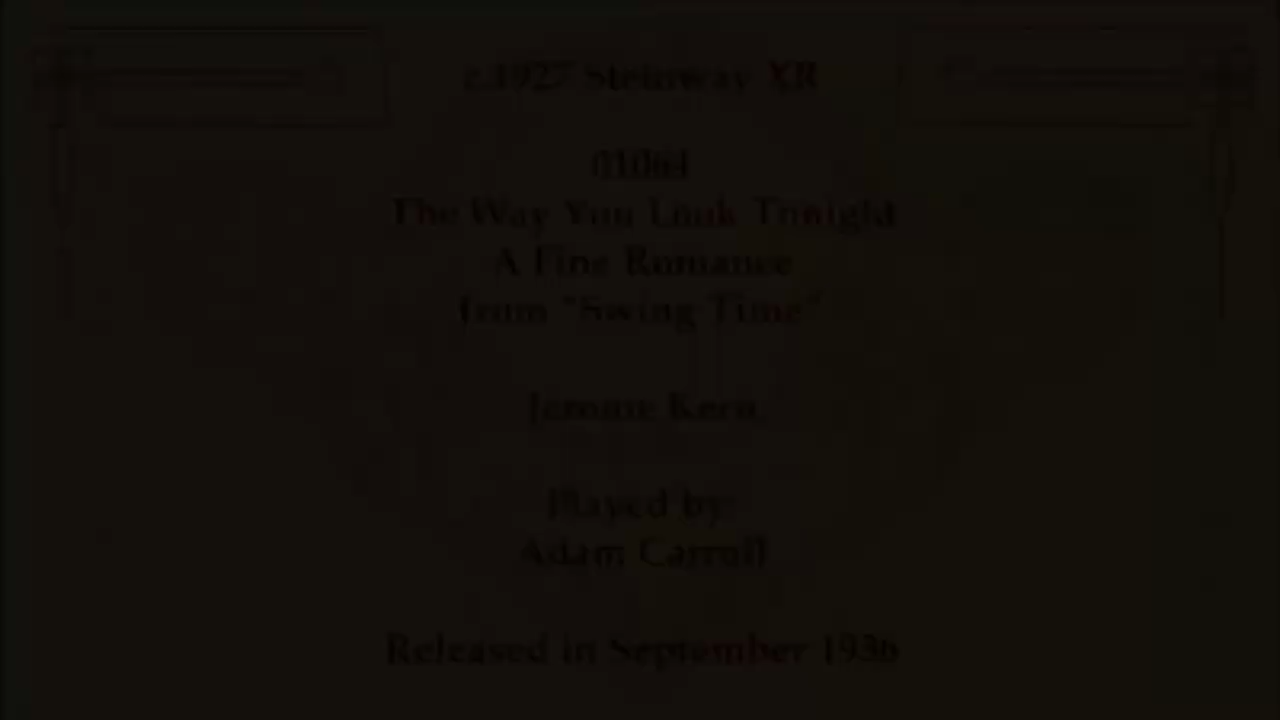 c.1927 Steinway XR
The Way You Look Tonight
A Fine Romance
from "Swing Time"
Jerome Kern
Played by:
Adam Carroll
Released in September 1936